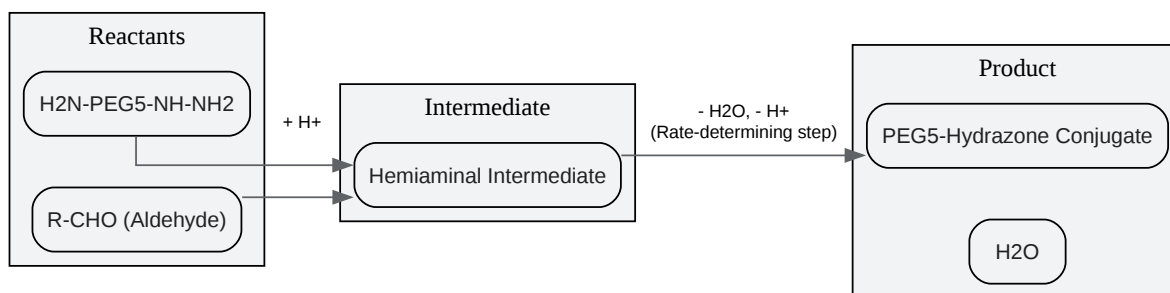 Reactants
H2N-PEG5-NH-NH2
R-CHO (Aldehyde)
+ H+
Intermediate
Hemiaminal Intermediate
- H2O, - H+
(Rate-determining step)
Product
PEG5-Hydrazone Conjugate
H2O